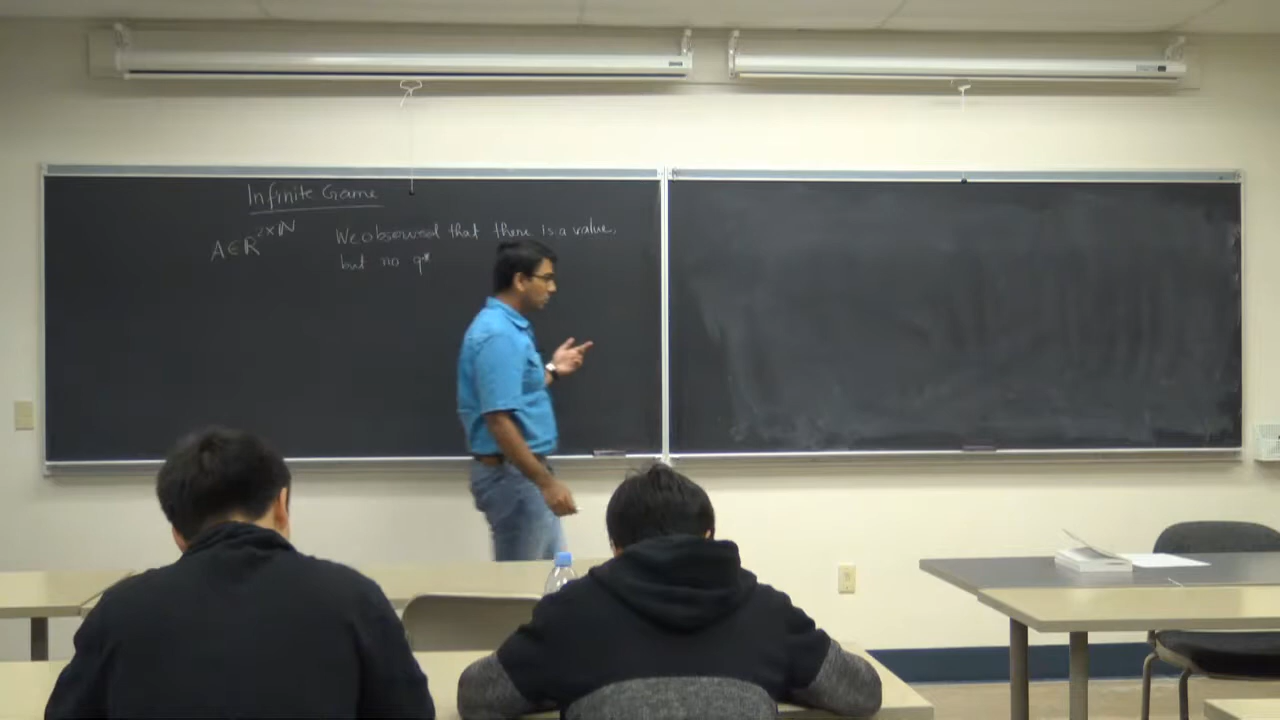 Infinite Game
A ∈ ℝ^{2×ℕ} We observed that there is a value,
but no q*